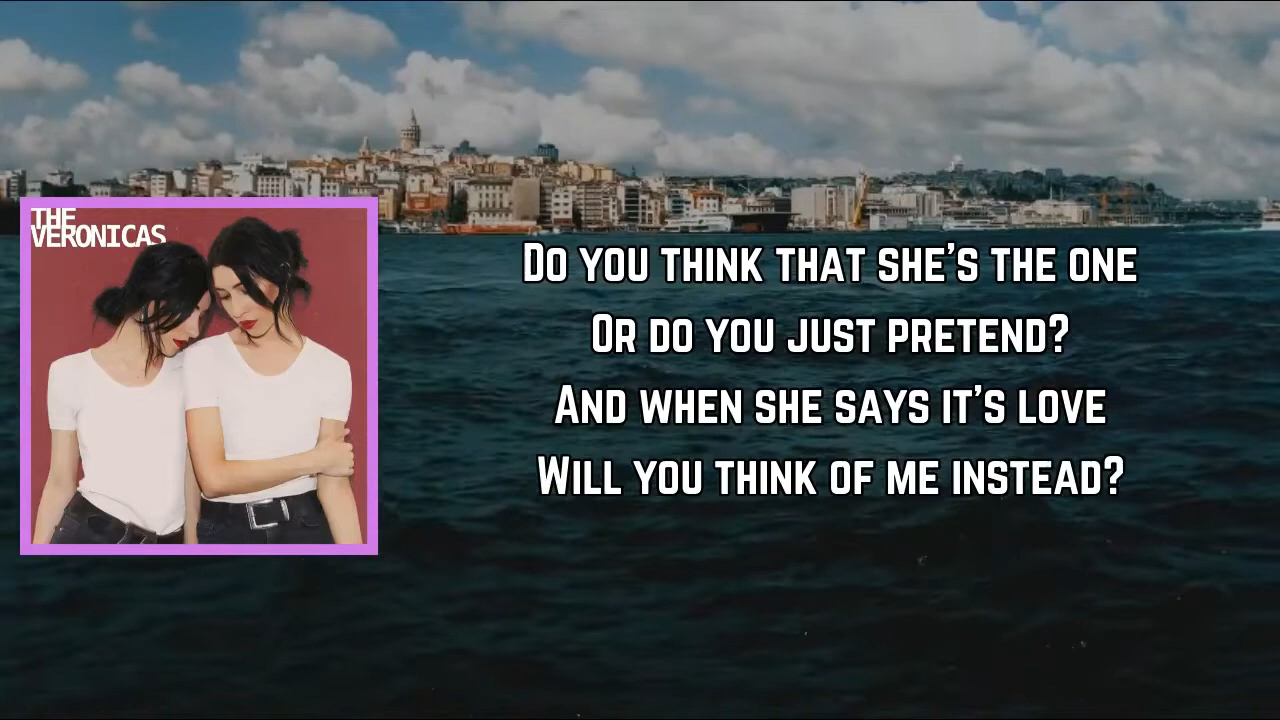 THE
VERONICAS
DO YOU THINK THAT SHE'S THE ONE
OR DO YOU JUST PRETEND?
AND WHEN SHE SAYS IT'S LOVE
WILL YOU THINK OF ME INSTEAD?